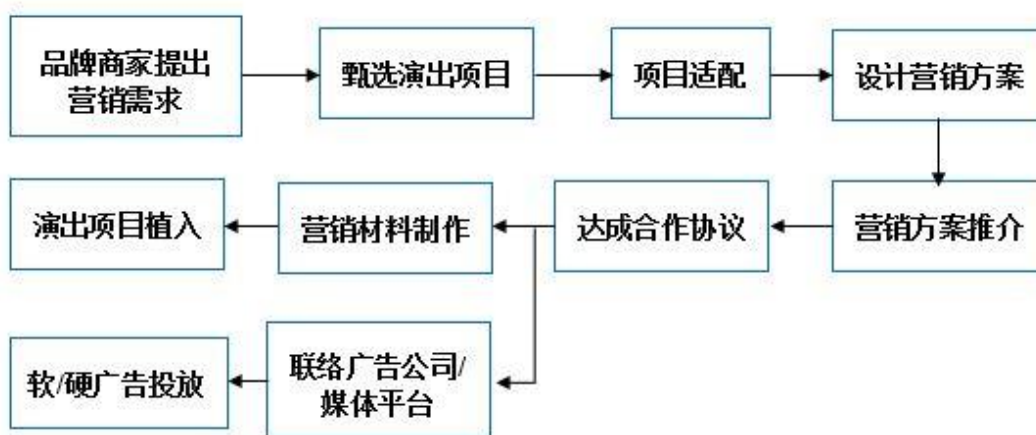 品牌商家提出
营销需求
甄选演出项目
项目适配
设计营销方案
演出项目植入
营销材料制作
达成合作协议
营销方案推介
软/硬广告投放
联络广告公司/
媒体平台